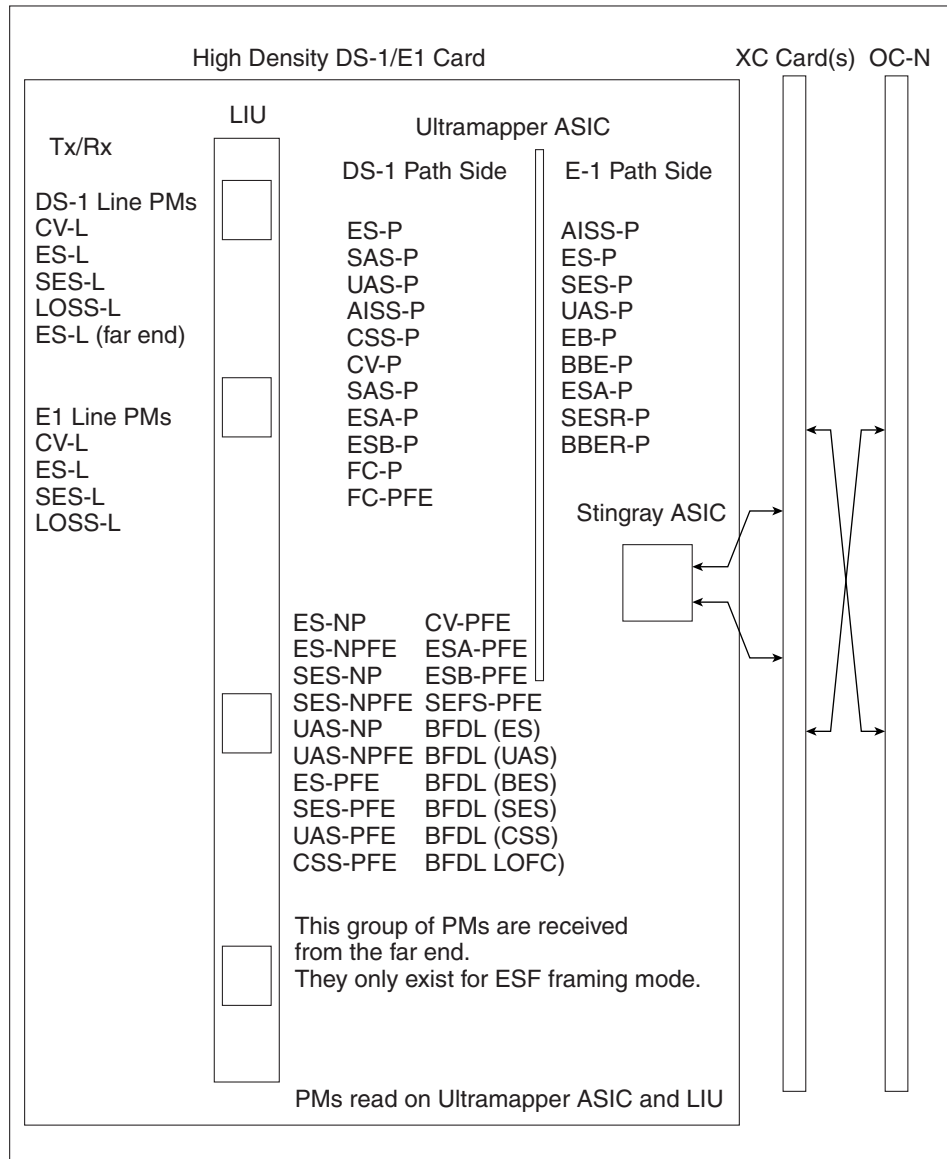 High Density DS-1/E1 Card
XC Card(s)
OC-N
LIU
Ultramapper ASIC
Tx/Rx
DS-1 Path Side
E-1 Path Side
DS-1 Line PMs
CV-L
ES-L
SES-L
LOSS-L
ES-L (far end)
E1 Line PMs
CV-L
ES-L
SES-L
LOSS-L
ES-P
SAS-P
UAS-P
AISS-P
CSS-P
CV-P
SAS-P
ESA-P
ESB-P
FC-P
FC-PFE
AISS-P
ES-P
SES-P
UAS-P
EB-P
BBE-P
ESA-P
SESR-P
BBER-P
Stingray ASIC
ES-NP
ES-NPFE
SES-NP
SES-NPFE
UAS-NP
UAS-NPFE
ES-PFE
SES-PFE
UAS-PFE
CSS-PFE
CV-PFE
ESA-PFE
ESB-PFE
SEFS-PFE
BFDL (ES)
BFDL (UAS)
BFDL (BES)
BFDL (SES)
BFDL (CSS)
BFDL LOFC)
This group of PMs are received
from the far end.
They only exist for ESF framing mode.
PMs read on Ultramapper ASIC and LIU